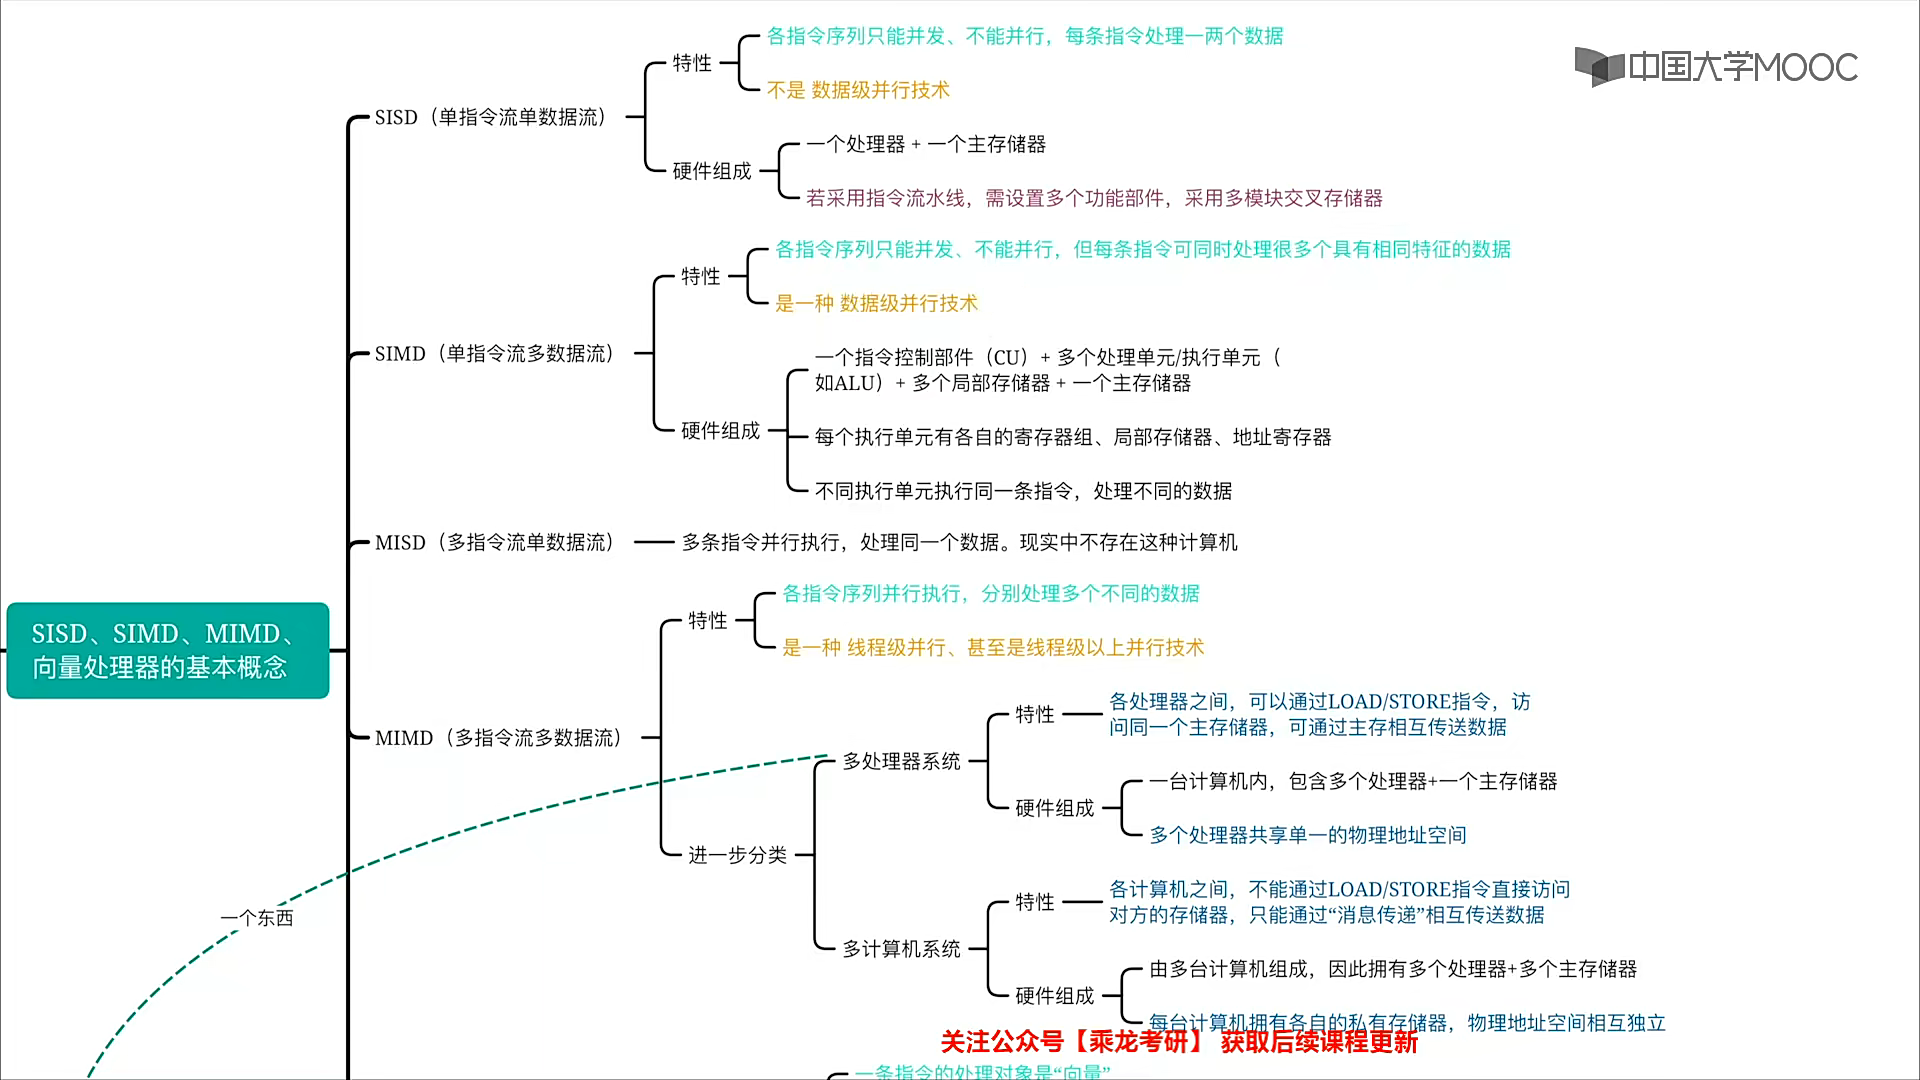 各指令序列只能并发、不能并行，每条指令处理一两个数据
中国大学MOOC
特性
不是 数据级并行技术
SISD（单指令流单数据流）
一个处理器 + 一个主存储器
硬件组成
若采用指令流水线，需设置多个功能部件，采用多模块交叉存储器
各指令序列只能并发、不能并行，但每条指令可同时处理很多个具有相同特征的数据
特性
是一种 数据级并行技术
SIMD（单指令流多数据流）
一个指令控制部件（CU）+ 多个处理单元/执行单元（
如ALU）+ 多个局部存储器 + 一个主存储器
硬件组成
每个执行单元有各自的寄存器组、局部存储器、地址寄存器
不同执行单元执行同一条指令，处理不同的数据
MISD（多指令流单数据流）
多条指令并行执行，处理同一个数据。现实中不存在这种计算机
各指令序列并行执行，分别处理多个不同的数据
特性
是一种 线程级并行、甚至是线程级以上并行技术
SISD、SIMD、MIMD、
向量处理器的基本概念
MIMD（多指令流多数据流）
各处理器之间，可以通过LOAD/STORE指令，访
问同一个主存储器，可通过主存相互传送数据
特性
多处理器系统
一台计算机内，包含多个处理器+一个主存储器
硬件组成
多个处理器共享单一的物理地址空间
进一步分类
各计算机之间，不能通过LOAD/STORE指令直接访问
对方的存储器，只能通过“消息传递”相互传送数据
特性
一个东西
多计算机系统
由多台计算机组成，因此拥有多个处理器+多个主存储器
硬件组成
每台计算机拥有各自的私有存储器，物理地址空间相互独立
关注公众号【乘龙考研】 获取后续课程更新
一条指令的处理对象是“向量”